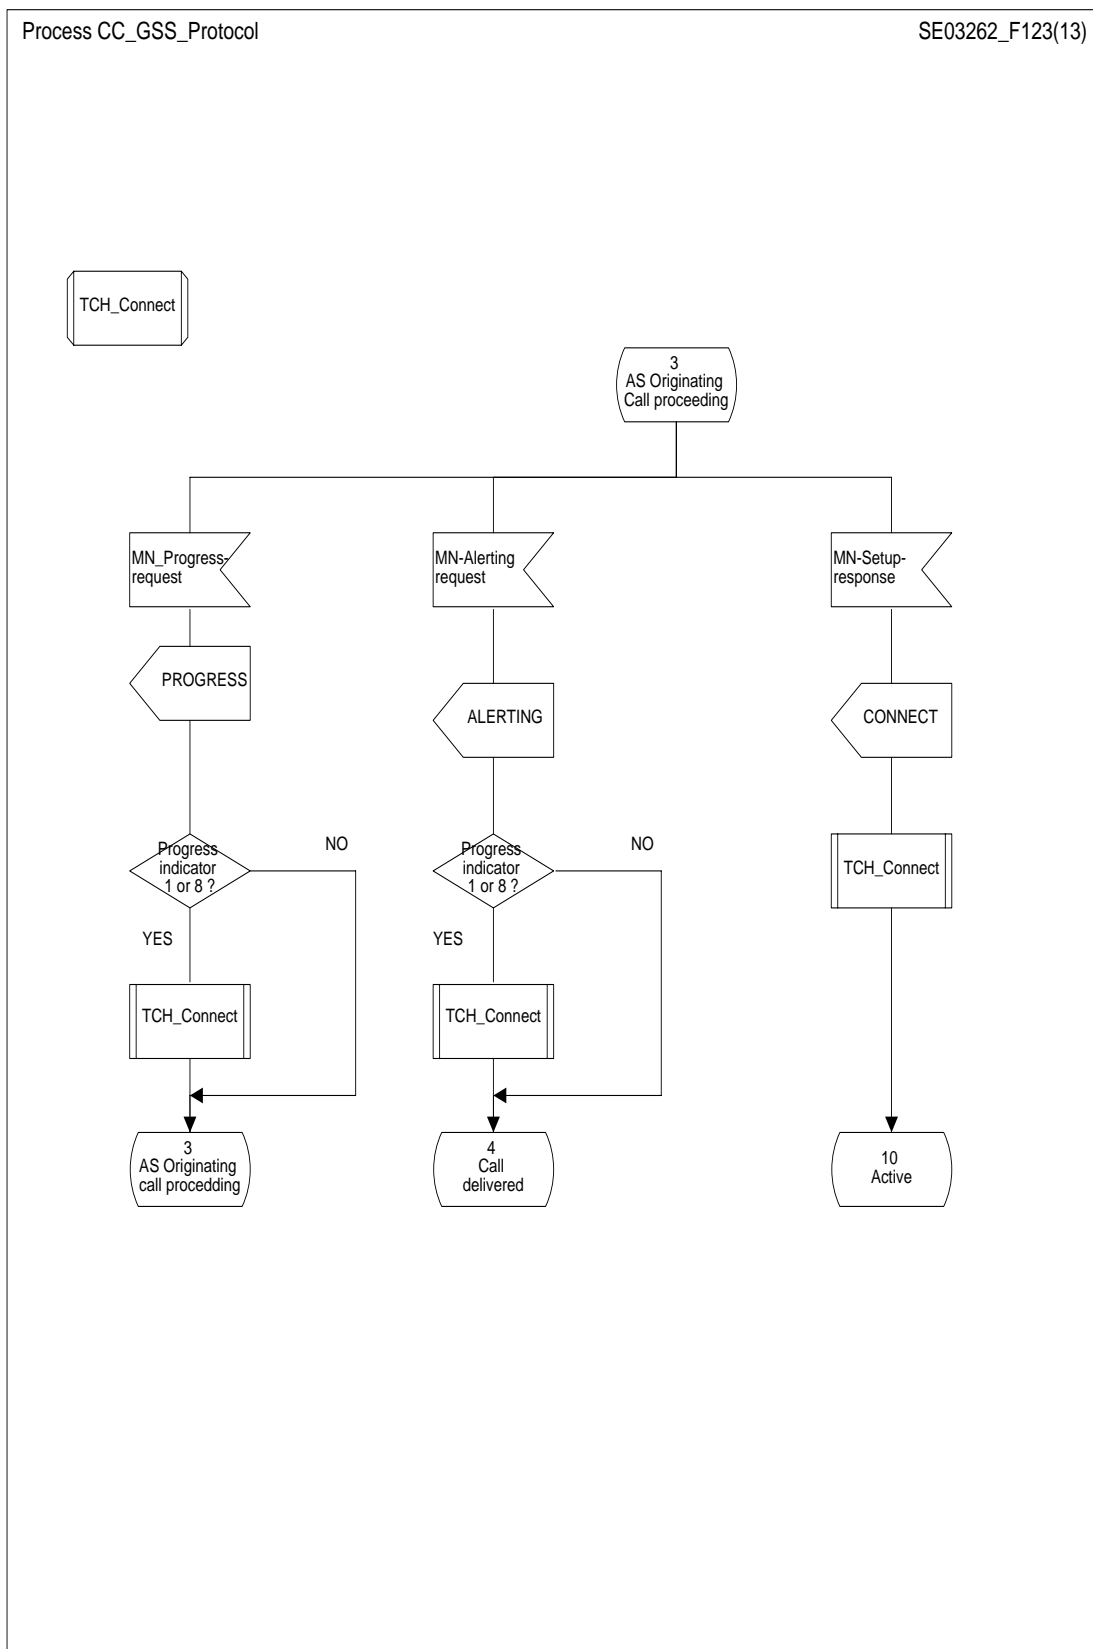 Process CC_GSS_Protocol
SE03262_F123(13)
TCH_Connect
3
AS Originating
Call proceeding
MN_Progress-
request
MN-Alerting
request
MN-Setup-
response
PROGRESS
ALERTING
CONNECT
Progress
indicator
1 or 8 ?
NO
Progress
indicator
1 or 8 ?
NO
TCH_Connect
YES
YES
TCH_Connect
TCH_Connect
3
AS Originating
call procedding
4
Call
delivered
10
Active